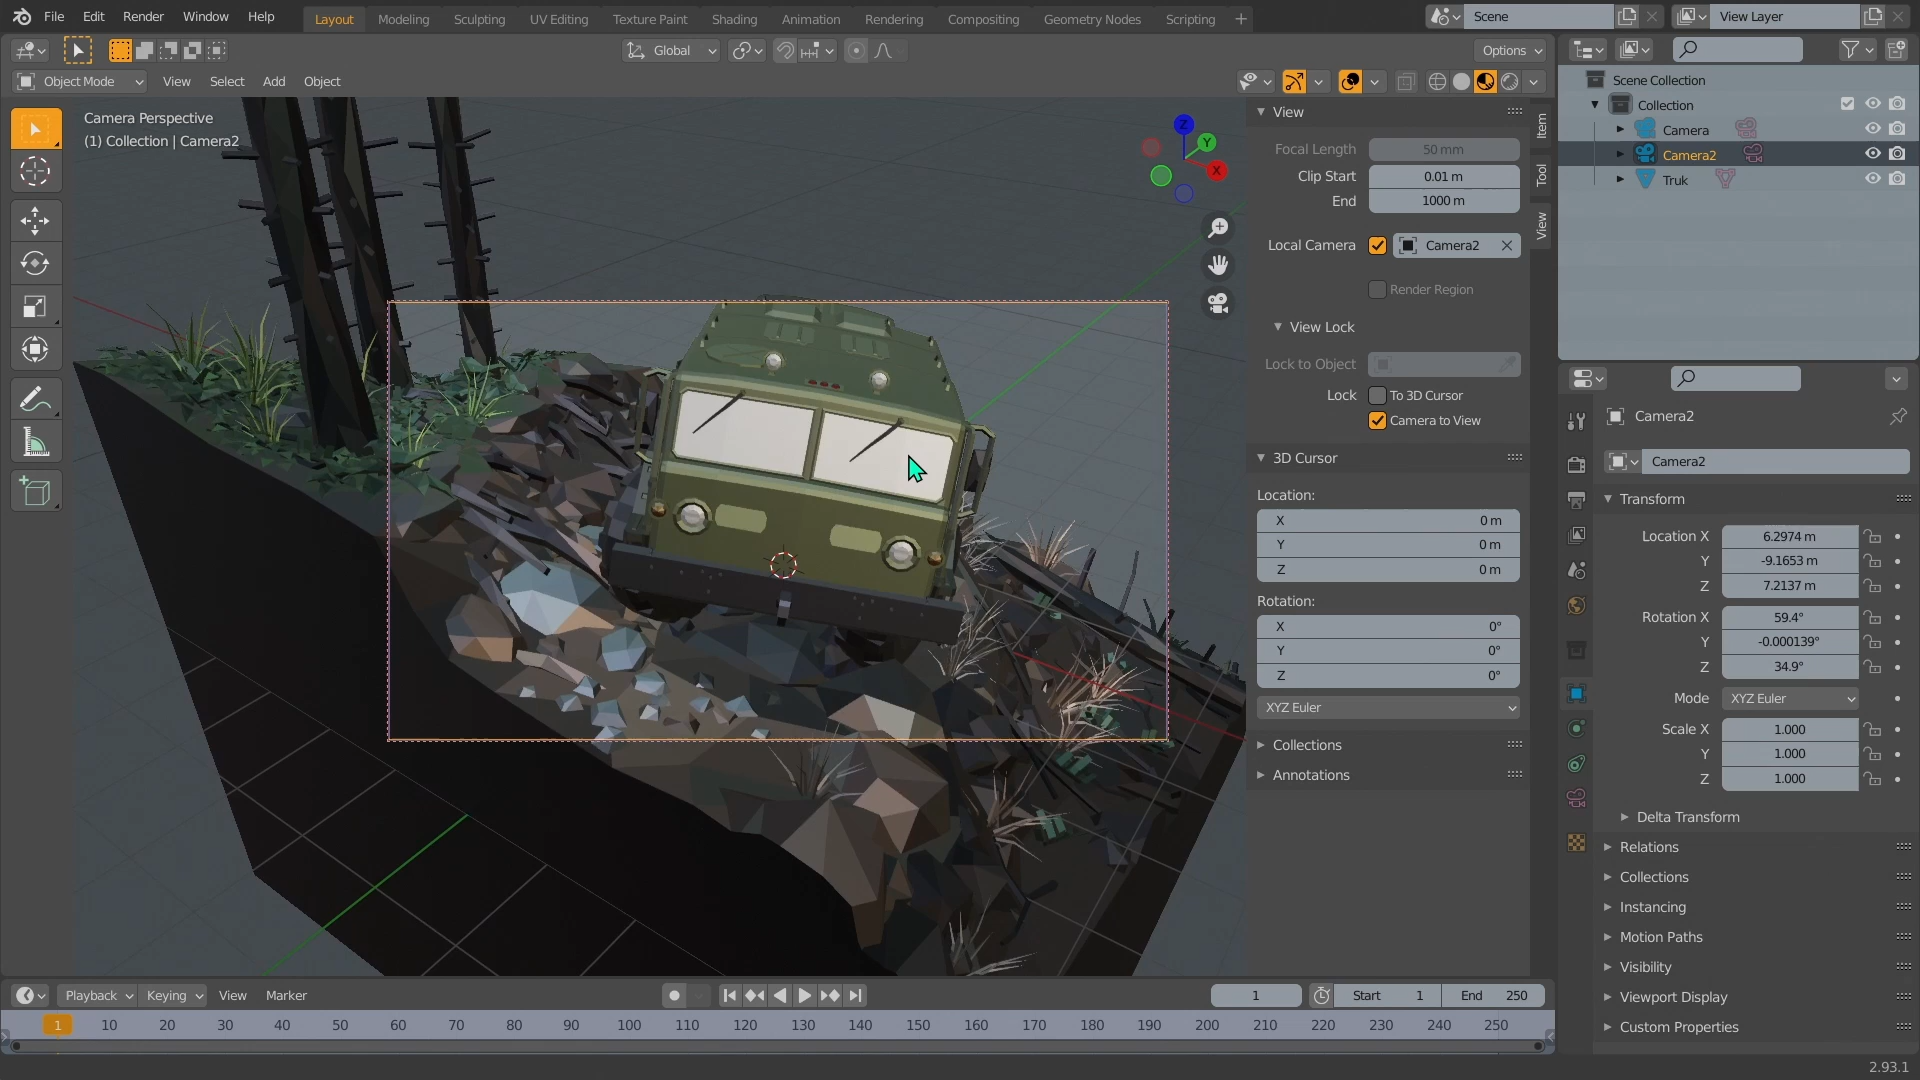 File Edit Render Window Help Layout Modeling Sculpting UV Editing Texture Paint Shading Animation Rendering Compositing Geometry Nodes Scripting + Scene View Layer
Global Options
Object Mode View Select Add Object
Camera Perspective
(1) Collection | Camera2
Z
Y
X
View
Focal Length 50 mm
Clip Start 0.01 m
End 1000 m
Local Camera Camera2
Render Region
View Lock
Lock to Object
Lock To 3D Cursor
Camera to View
3D Cursor
Location:
X 0 m
Y 0 m
Z 0 m
Rotation:
X 0°
Y 0°
Z 0°
XYZ Euler
Collections
Annotations
Item
Tool
View
Scene Collection
Collection
Camera
Camera2
Truk
Camera2
Camera2
Transform
Location X 6.2974 m
Y -9.1653 m
Z 7.2137 m
Rotation X 59.4°
Y -0.000139°
Z 34.9°
Mode XYZ Euler
Scale X 1.000
Y 1.000
Z 1.000
Delta Transform
Relations
Collections
Instancing
Motion Paths
Visibility
Viewport Display
Custom Properties
Playback Keying View Marker 1 Start 1 End 250
1 10 20 30 40 50 60 70 80 90 100 110 120 130 140 150 160 170 180 190 200 210 220 230 240 250
2.93.1